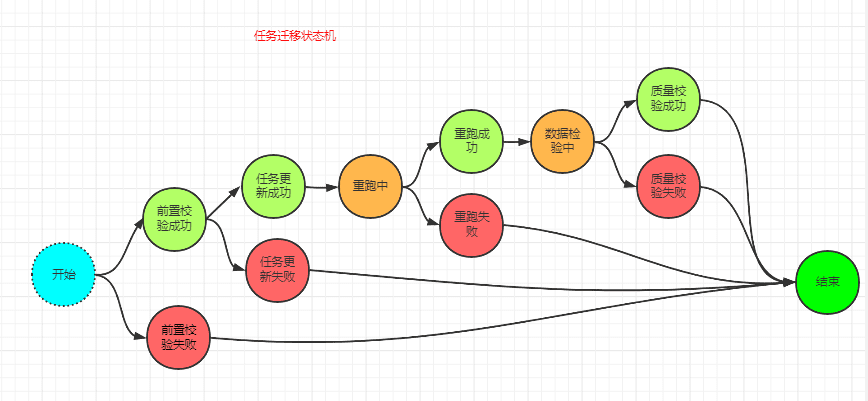 任务迁移状态机
质量校
验成功
重跑成
功
数据检
验中
任务更
新成功
重跑中
质量校
验失败
前置校
验成功
重跑失
败
任务更
新失败
开始
结束
前置校
验失败